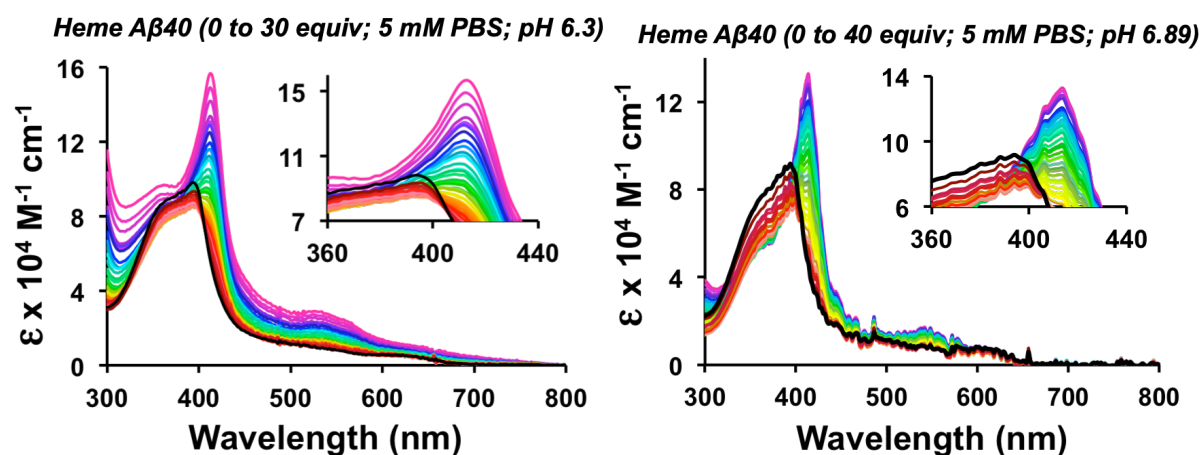 Heme Aβ40 (0 to 30 equiv; 5 mM PBS; pH 6.3)
16
12
8
4
0
300 400 500 600 700 800
ε x 10⁴ M⁻¹ cm⁻¹
Wavelength (nm)
15
11
7
360 400 440
Heme Aβ40 (0 to 40 equiv; 5 mM PBS; pH 6.89)
12
8
4
0
300 400 500 600 700 800
ε x 10⁴ M⁻¹ cm⁻¹
Wavelength (nm)
14
10
6
360 400 440